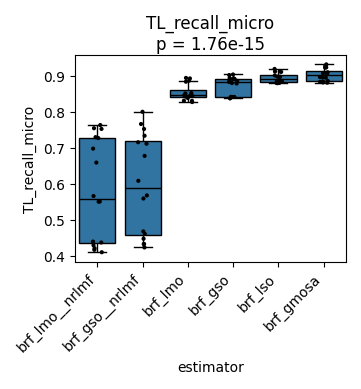 TL_recall_micro
p = 1.76e-15
TL_recall_micro
0.9
0.8
0.7
0.6
0.5
0.4
brf_lmo__nrlmf
brf_gso__nrlmf
brf_lmo
brf_gso
brf_lso
brf_gmosa
estimator